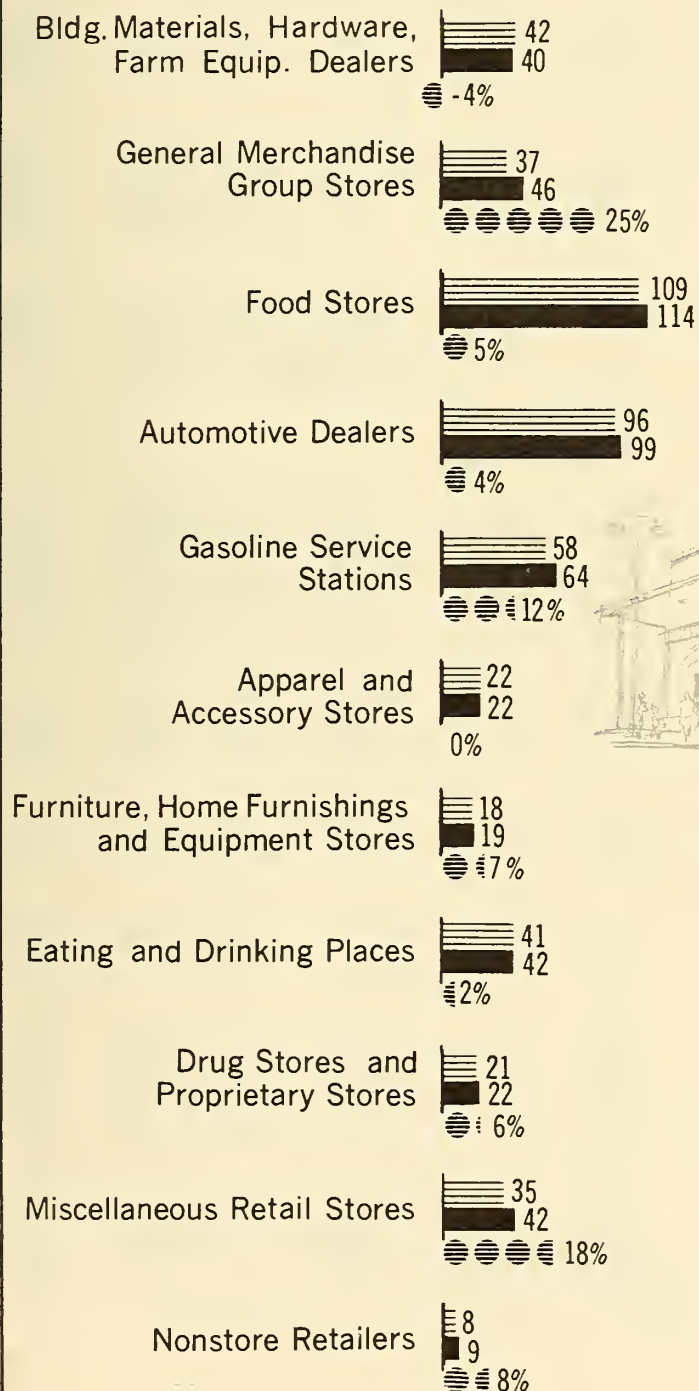 Bldg. Materials, Hardware,
Farm Equip. Dealers
42
40
-4%
General Merchandise
Group Stores
37
46
25%
Food Stores
109
114
5%
Automotive Dealers
96
99
4%
Gasoline Service
Stations
58
64
12%
Apparel and
Accessory Stores
22
22
0%
Furniture, Home Furnishings
and Equipment Stores
18
19
7%
Eating and Drinking Places
41
42
2%
Drug Stores and
Proprietary Stores
21
22
6%
Miscellaneous Retail Stores
35
42
18%
Nonstore Retailers
8
9
8%